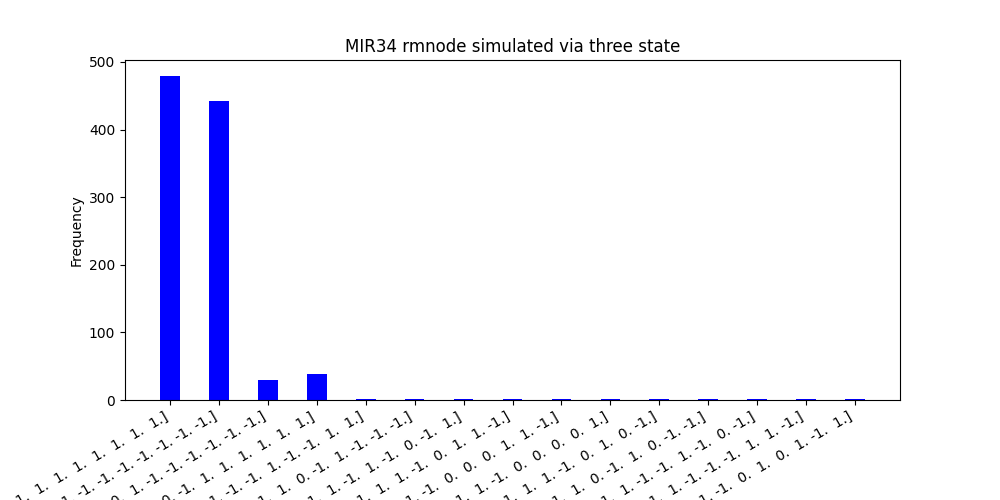 MIR34 rmnode simulated via three state
Frequency
500
400
300
200
100
0
1. 1. 1. 1. 1. 1. 1.]
-1. -1. -1. -1. -1. -1.]
-1. -1. -1. -1. -1. -1.]
-1. 1. 1. 1. 1. 1.]
-1. 1. -1. -1. 1. 1.]
1. 0. -1. 1. -1. -1. -1.]
1. 1. -1. 0. -1. 1.]
1. 1. -1. 0. 1. 1. -1.]
-1. 0. 0. 0. 1. 1. -1.]
1. -1. 0. 0. 0. 0. 1.]
1. 1. -1. 0. 1. 0. -1.]
1. 0. -1. 1. 0. -1. -1.]
1. -1. -1. 1. -1. 0. -1.]
1. 1. -1. -1. 1. 1. -1.]
-1. 0. 1. 0. 1. -1. 1.]